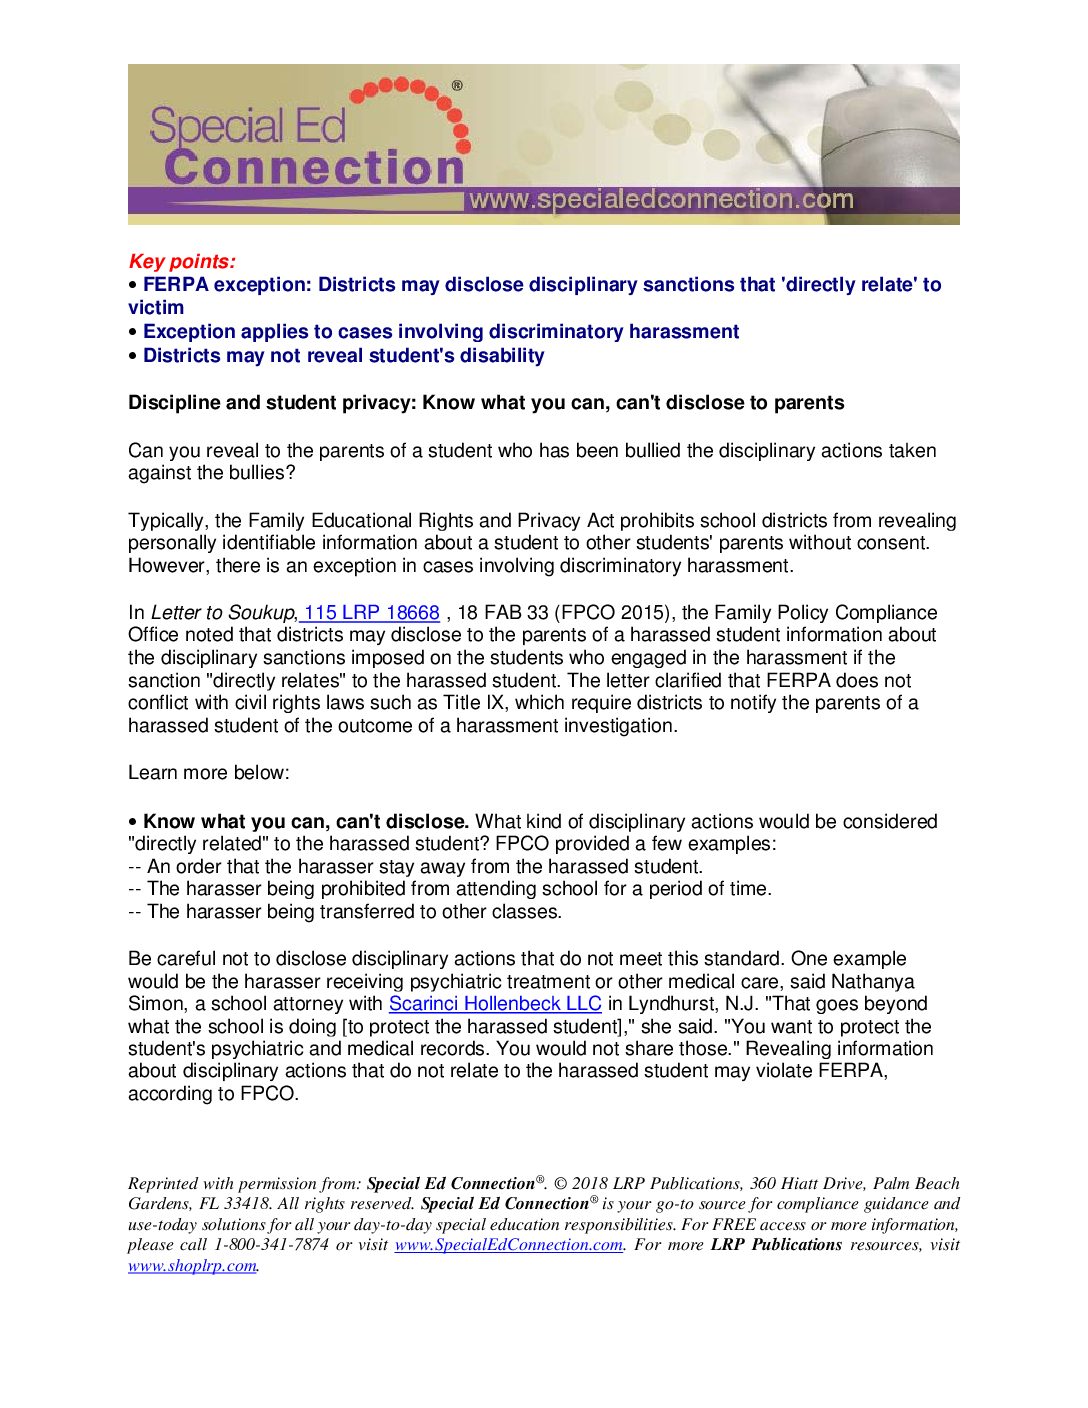 Special Ed ®
Connection
www.specialedconnection.com
Key points:
• FERPA exception: Districts may disclose disciplinary sanctions that 'directly relate' to
victim
• Exception applies to cases involving discriminatory harassment
• Districts may not reveal student's disability
Discipline and student privacy: Know what you can, can't disclose to parents
Can you reveal to the parents of a student who has been bullied the disciplinary actions taken
against the bullies?
Typically, the Family Educational Rights and Privacy Act prohibits school districts from revealing
personally identifiable information about a student to other students' parents without consent.
However, there is an exception in cases involving discriminatory harassment.
In Letter to Soukup, 115 LRP 18668 , 18 FAB 33 (FPCO 2015), the Family Policy Compliance
Office noted that districts may disclose to the parents of a harassed student information about
the disciplinary sanctions imposed on the students who engaged in the harassment if the
sanction "directly relates" to the harassed student. The letter clarified that FERPA does not
conflict with civil rights laws such as Title IX, which require districts to notify the parents of a
harassed student of the outcome of a harassment investigation.
Learn more below:
• Know what you can, can't disclose. What kind of disciplinary actions would be considered
"directly related" to the harassed student? FPCO provided a few examples:
-- An order that the harasser stay away from the harassed student.
-- The harasser being prohibited from attending school for a period of time.
-- The harasser being transferred to other classes.
Be careful not to disclose disciplinary actions that do not meet this standard. One example
would be the harasser receiving psychiatric treatment or other medical care, said Nathanya
Simon, a school attorney with Scarinci Hollenbeck LLC in Lyndhurst, N.J. "That goes beyond
what the school is doing [to protect the harassed student]," she said. "You want to protect the
student's psychiatric and medical records. You would not share those." Revealing information
about disciplinary actions that do not relate to the harassed student may violate FERPA,
according to FPCO.
Reprinted with permission from: Special Ed Connection®. © 2018 LRP Publications, 360 Hiatt Drive, Palm Beach
Gardens, FL 33418. All rights reserved. Special Ed Connection® is your go-to source for compliance guidance and
use-today solutions for all your day-to-day special education responsibilities. For FREE access or more information,
please call 1-800-341-7874 or visit www.SpecialEdConnection.com. For more LRP Publications resources, visit
www.shoplrp.com.